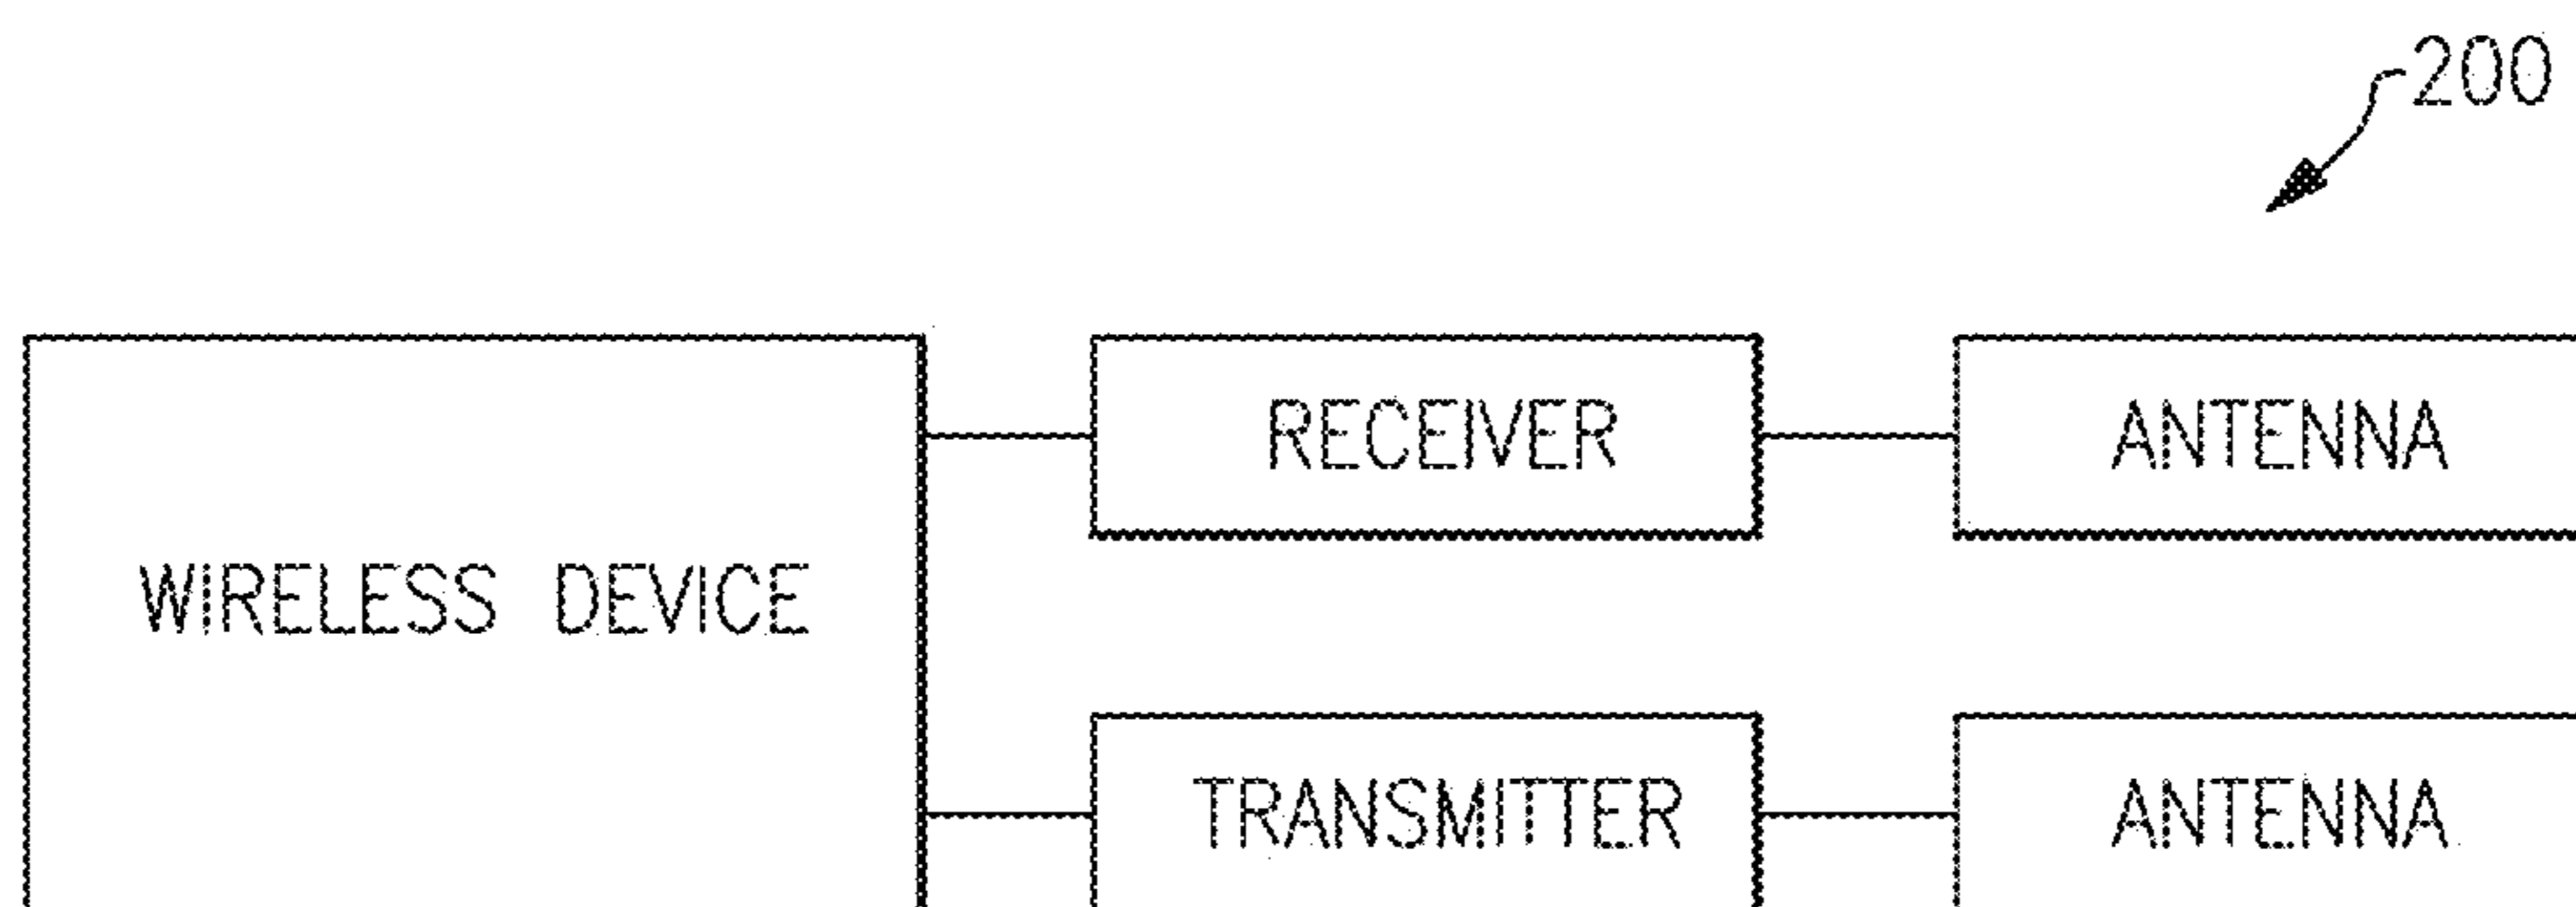 200
RECEIVER
ANTENNA
WIRELESS DEVICE
TRANSMITTER
ANTENNA